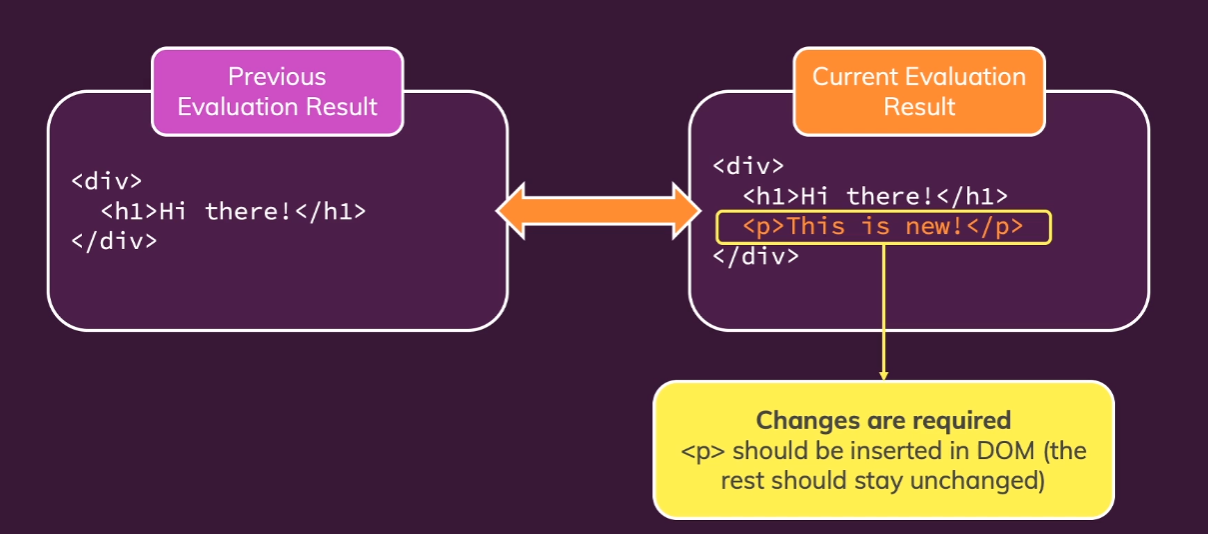 Previous
Evaluation Result
<div>
  <h1>Hi there!</h1>
</div>
Current Evaluation
Result
<div>
  <h1>Hi there!</h1>
  <p>This is new!</p>
</div>
Changes are required
<p> should be inserted in DOM (the
rest should stay unchanged)